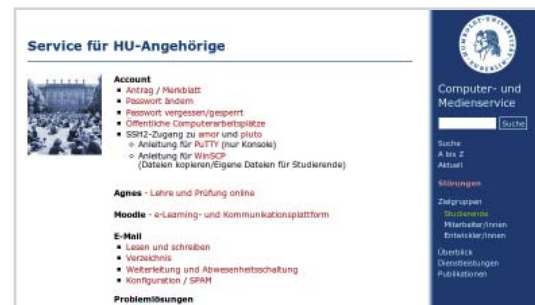 Service für HU-Angehörige
Account
Antrag / Merkblatt
Passwort ändern
Passwort vergessen/gesperrt
Öffentliche Computerarbeitsplätze
SSH2-Zugang zu amor und pluto
Anleitung für PuTTY (nur Konsole)
Anleitung für WinSCP
(Dateien kopieren/Eigene Dateien für Studierende)
Agnes - Lehre und Prüfung online
Moodle - e-Learning- und Kommunikationsplattform
E-Mail
Lesen und schreiben
Verzeichnis
Weiterleitung und Abwesenheitsschaltung
Konfiguration / SPAM
Problemlösungen
Computer- und
Medienservice
Suche
Suche
A bis Z
Aktuell
Störungen
Zielgruppen
Studierende
Mitarbeiter/innen
Entwickler/innen
Überblick
Dienstleistungen
Publikationen